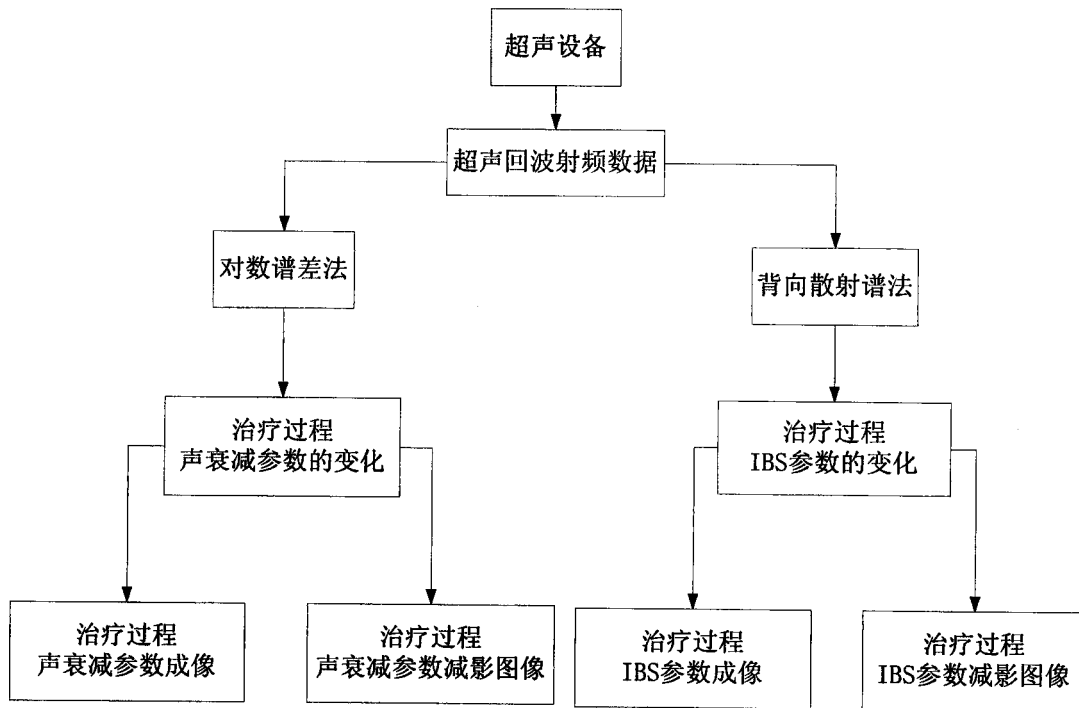 超声设备
超声回波射频数据
对数谱差法
背向散射谱法
治疗过程
声衰减参数的变化
治疗过程
IBS参数的变化
治疗过程
声衰减参数成像
治疗过程
声衰减参数减影图像
治疗过程
IBS参数成像
治疗过程
IBS参数减影图像